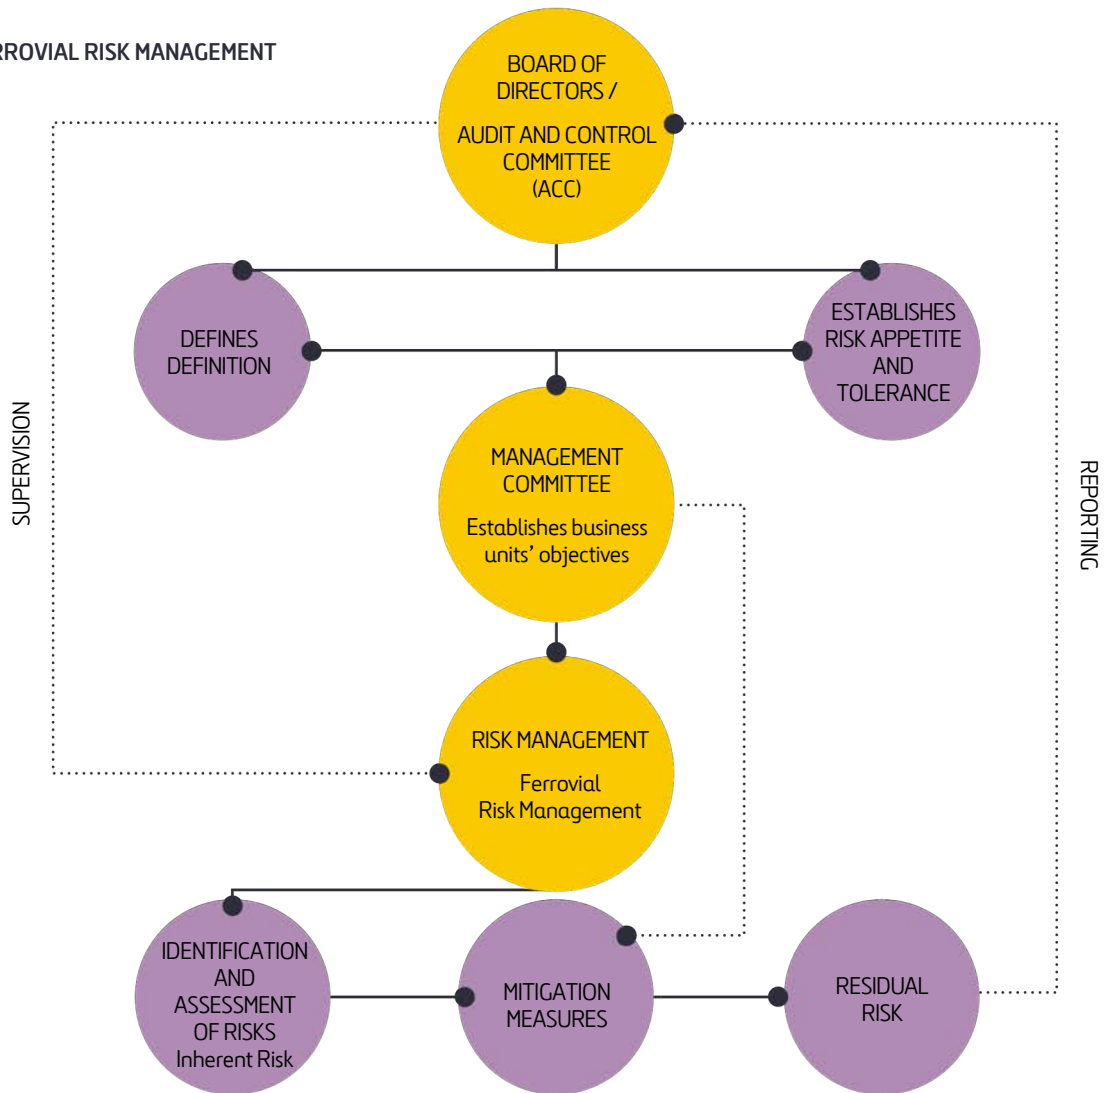 RROVIAL RISK MANAGEMENT
BOARD OF
DIRECTORS /
AUDIT AND CONTROL
COMMITTEE
(ACC)
DEFINES
DEFINITION
ESTABLISHES
RISK APPETITE
AND
TOLERANCE
SUPERVISION
MANAGEMENT
COMMITTEE
Establishes business
units’ objectives
REPORTING
RISK MANAGEMENT
Ferrovial
Risk Management
IDENTIFICATION
AND
ASSESSMENT
OF RISKS
Inherent Risk
MITIGATION
MEASURES
RESIDUAL
RISK